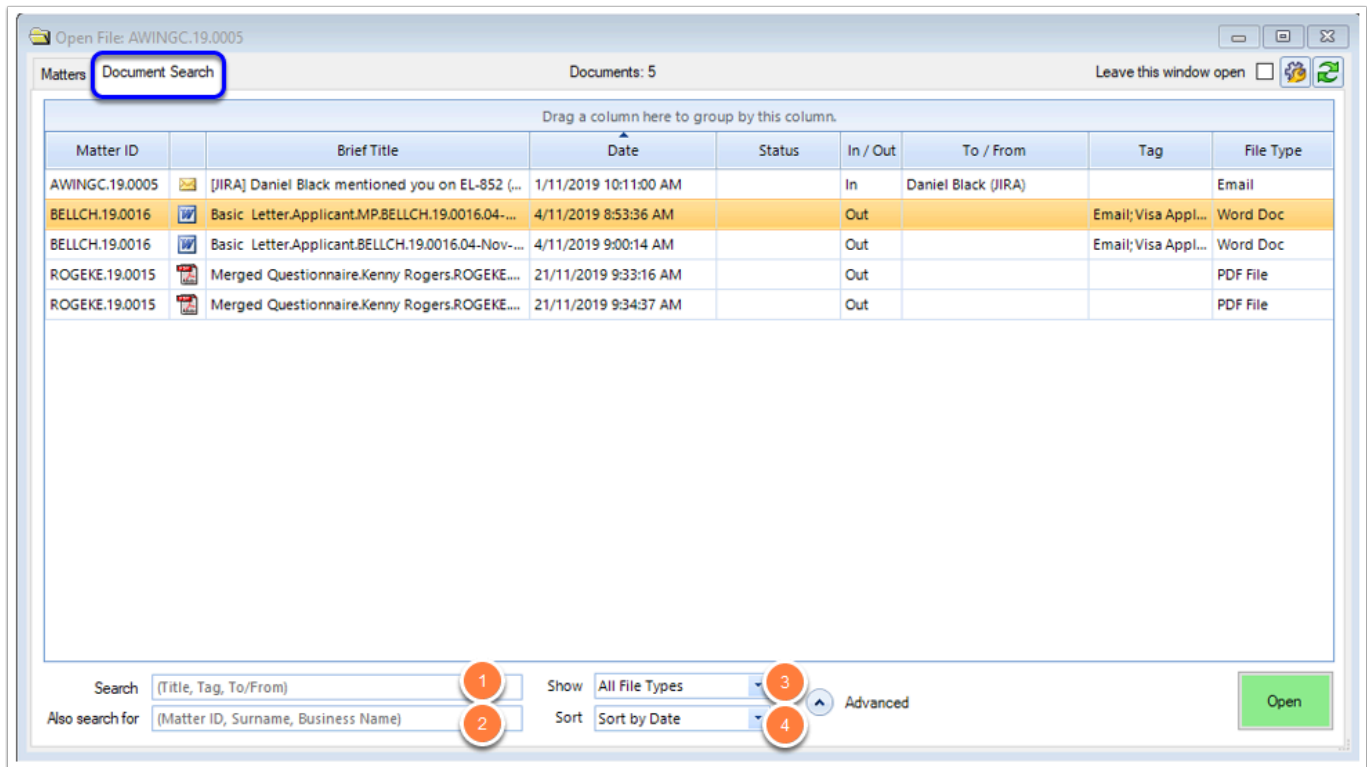 Open File: AWINGC.19.0005
Matters Document Search Documents: 5 Leave this window open
Drag a column here to group by this column.
Matter ID Brief Title Date Status In / Out To / From Tag File Type
AWINGC.19.0005 [JIRA] Daniel Black mentioned you on EL-852 (... 1/11/2019 10:11:00 AM In Daniel Black (JIRA) Email
BELLCH.19.0016 Basic Letter.Applicant.MP.BELLCH.19.0016.04-... 4/11/2019 8:53:36 AM Out Email; Visa Appl... Word Doc
BELLCH.19.0016 Basic Letter.Applicant.BELLCH.19.0016.04-Nov-... 4/11/2019 9:00:14 AM Out Email; Visa Appl... Word Doc
ROGEKE.19.0015 Merged Questionnaire.Kenny Rogers.ROGEKE.... 21/11/2019 9:33:16 AM Out PDF File
ROGEKE.19.0015 Merged Questionnaire.Kenny Rogers.ROGEKE.... 21/11/2019 9:34:37 AM Out PDF File
Search (Title, Tag, To/From) 1 Show All File Types 3 Advanced Open
Also search for (Matter ID, Surname, Business Name) 2 Sort Sort by Date 4